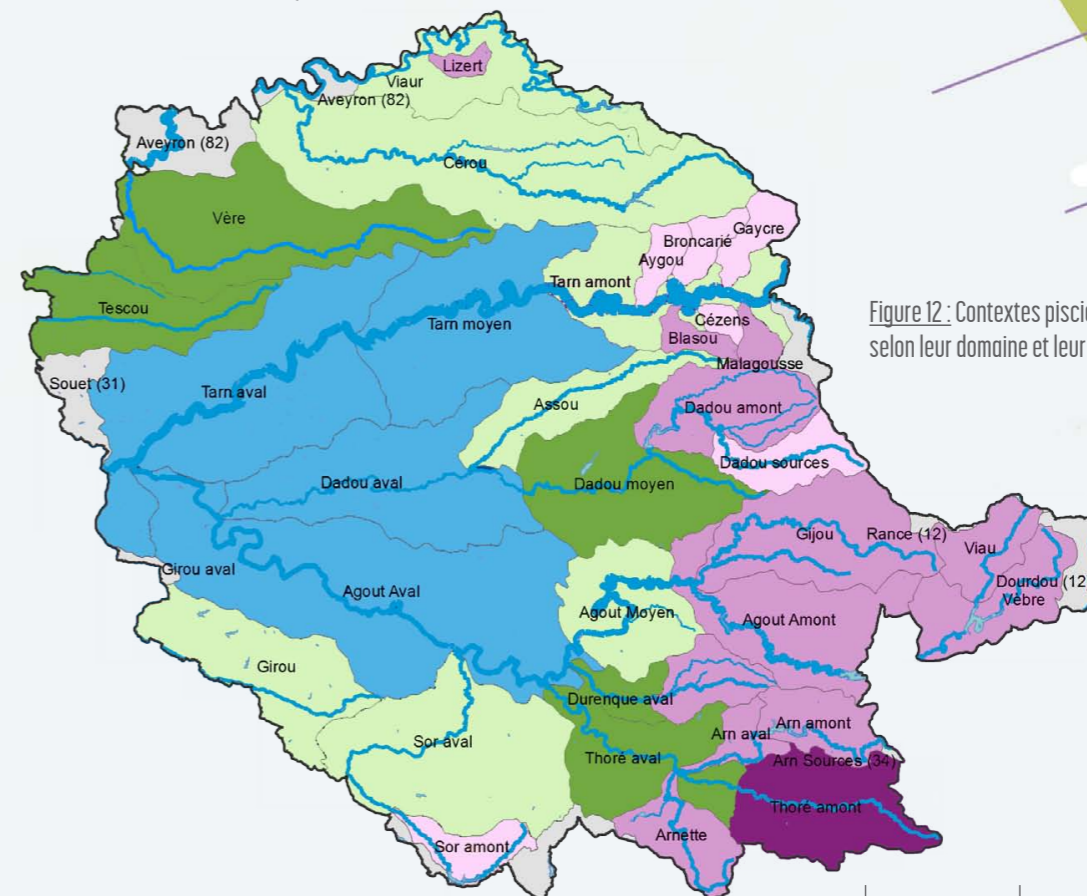 Lizert
Viaur
Aveyron (82)
Aveyron (82)
Cérou
Vère
Gaycre
Broncarié
Aygou
Tarn amont
Tescou
Tarn moyen
Cézens
Blasou
Malagousse
Figure 12 : Contextes pisci
selon leur domaine et leur
Souet (31)
Tarn aval
Assou
Dadou amont
Dadou sources
Dadou aval
Dadou moyen
Gijou
Rance (12)
Viau
Girou aval
Dourdou (12
Vèbre
Agout Aval
Agout Moyen
Agout Amont
Girou
Durenque aval
Sor aval
Arn amont
Arn aval
Thoré aval
Arn Sources (34)
Thoré amont
Arnette
Sor amont